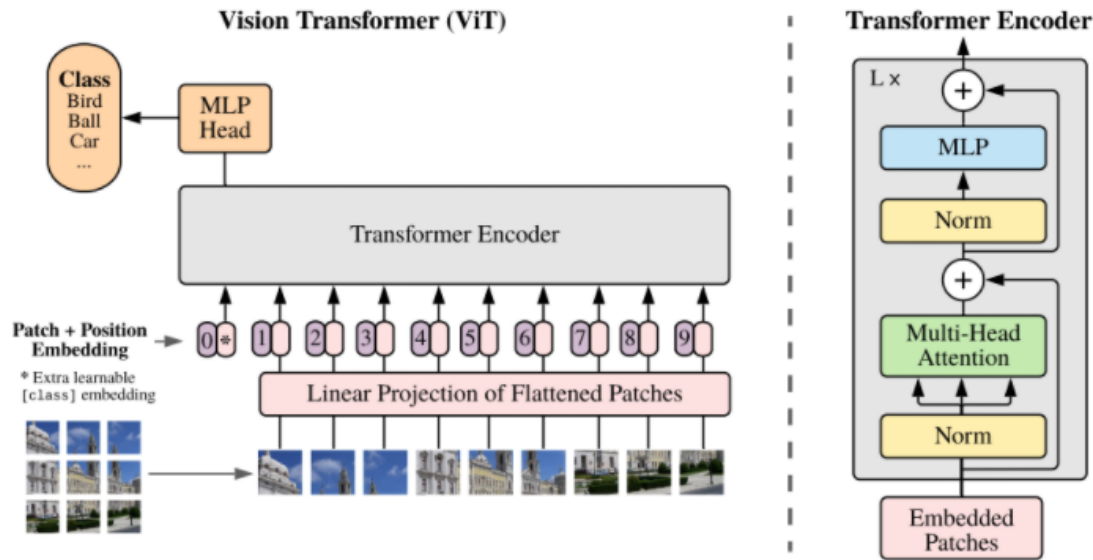 Vision Transformer (ViT)
Class
Bird
Ball
Car
...
MLP
Head
Transformer Encoder
Patch + Position
Embedding
0 * 1 2 3 4 5 6 7 8 9
* Extra learnable
[class] embedding
Linear Projection of Flattened Patches
Transformer Encoder
L ×
+
MLP
Norm
+
Multi-Head
Attention
Norm
Embedded
Patches